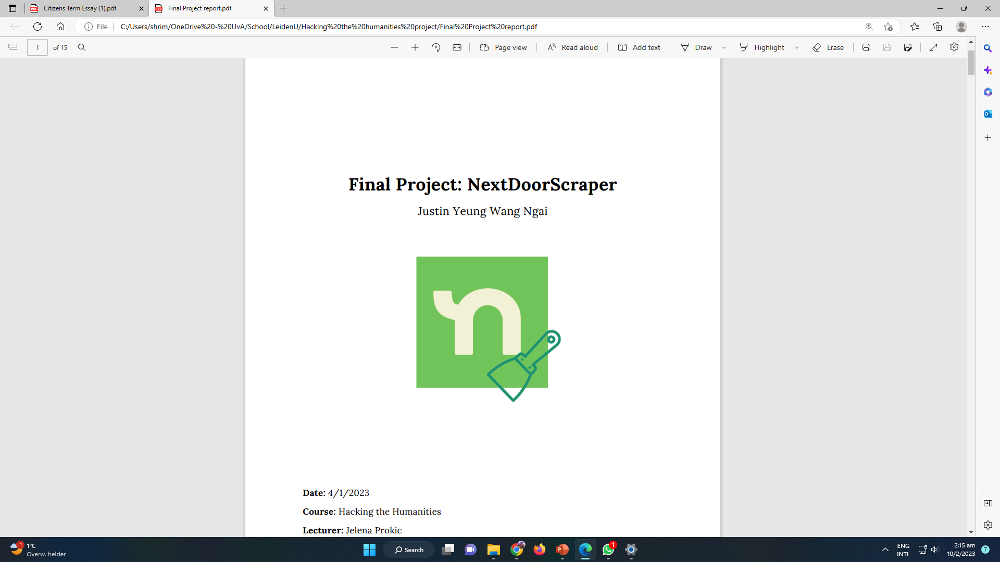 Citizens Term Essay (1).pdf
Final Project report.pdf
File
C:/Users/shrim/OneDrive%20-%20UvA/School/LeidenU/Hacking%20the%20humanities%20project/Final%20Project%20report.pdf
1 of 15
Page view
Read aloud
Add text
Draw
Highlight
Erase
Final Project: NextDoorScraper
Justin Yeung Wang Ngai
n
Date: 4/1/2023
Course: Hacking the Humanities
Lecturer: Jelena Prokic
1
1°C
Overw. helder
Search
1
ENG
INTL
2:15 am
10/2/2023
7